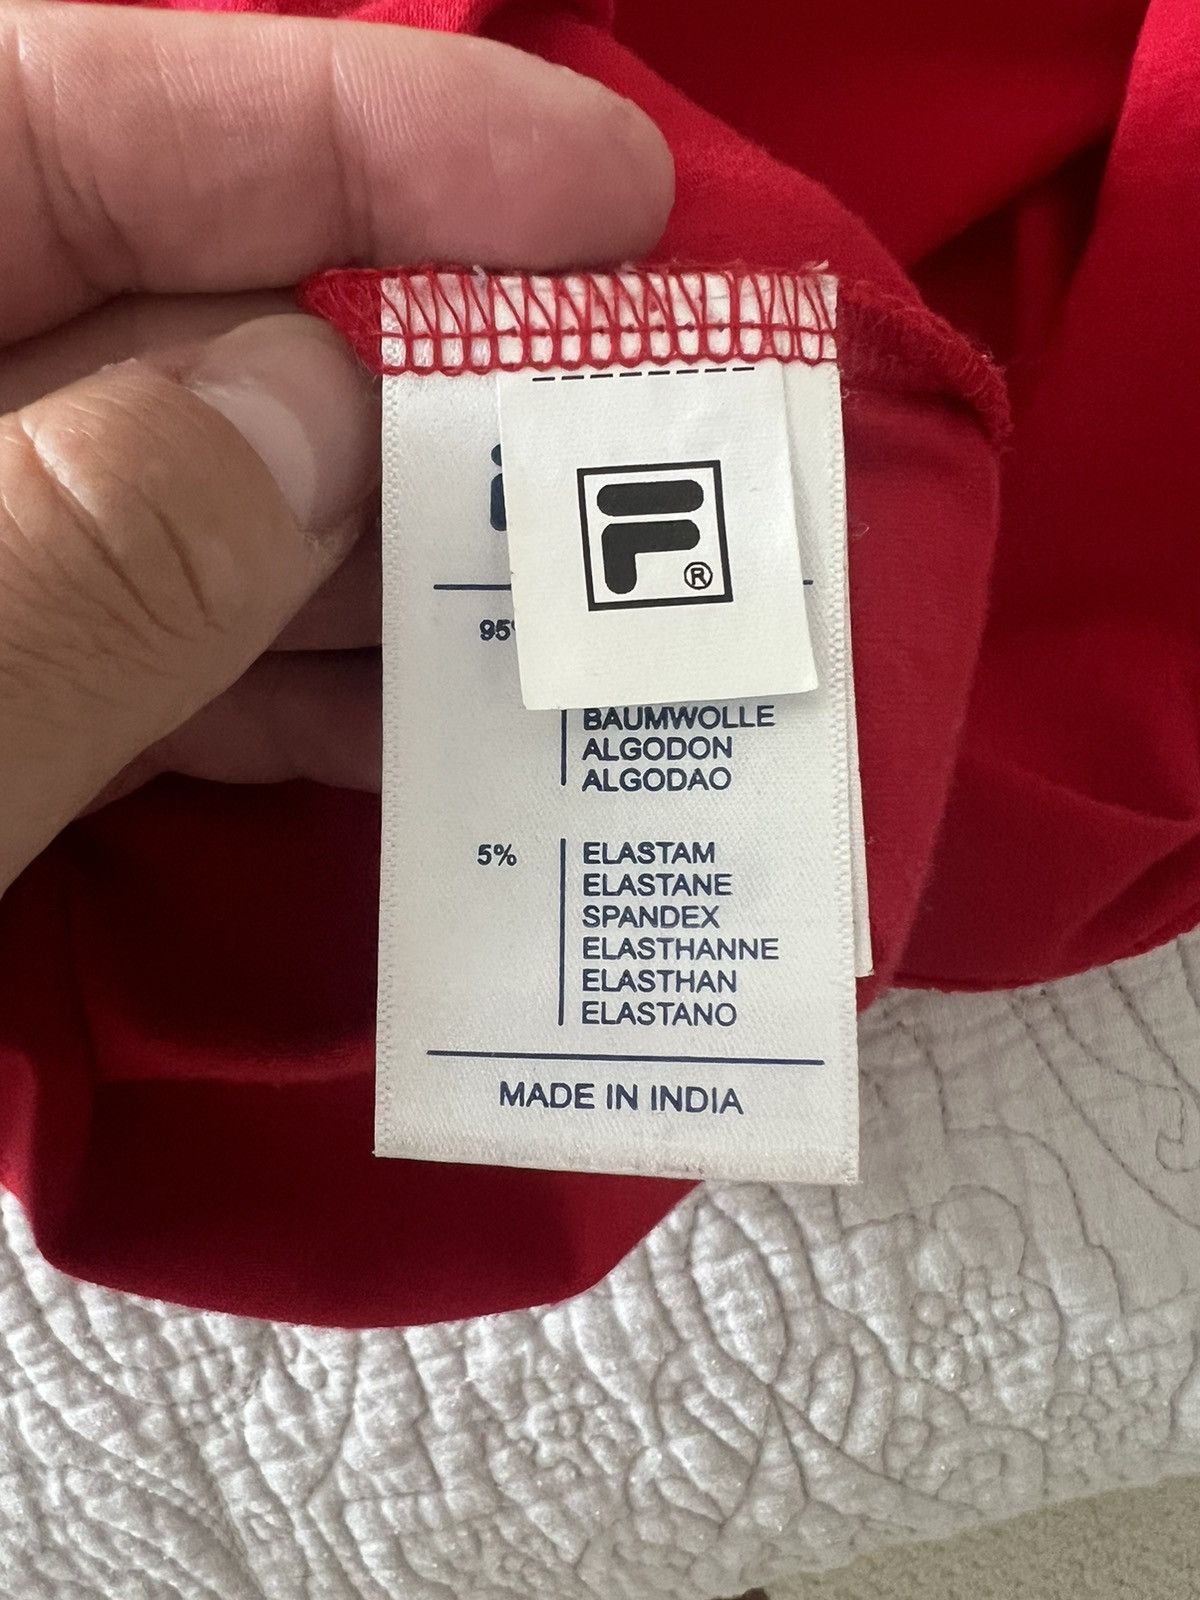 F
®
95%
BAUMWOLLE
ALGODON
ALGODAO
5%
ELASTAM
ELASTANE
SPANDEX
ELASTHANNE
ELASTHAN
ELASTANO
MADE IN INDIA